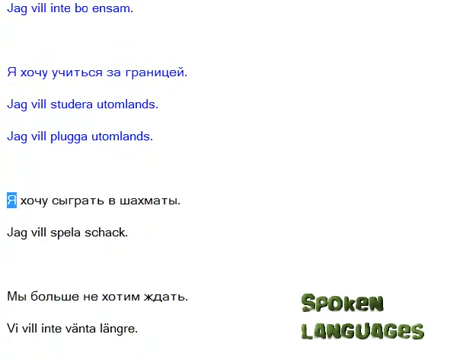 Jag vill inte bo ensam.
Я хочу учиться за границей.
Jag vill studera utomlands.
Jag vill plugga utomlands.
Я хочу сыграть в шахматы.
Jag vill spela schack.
Мы больше не хотим ждать.
Vi vill inte vänta längre.
SPOKEN
LANGUAGES